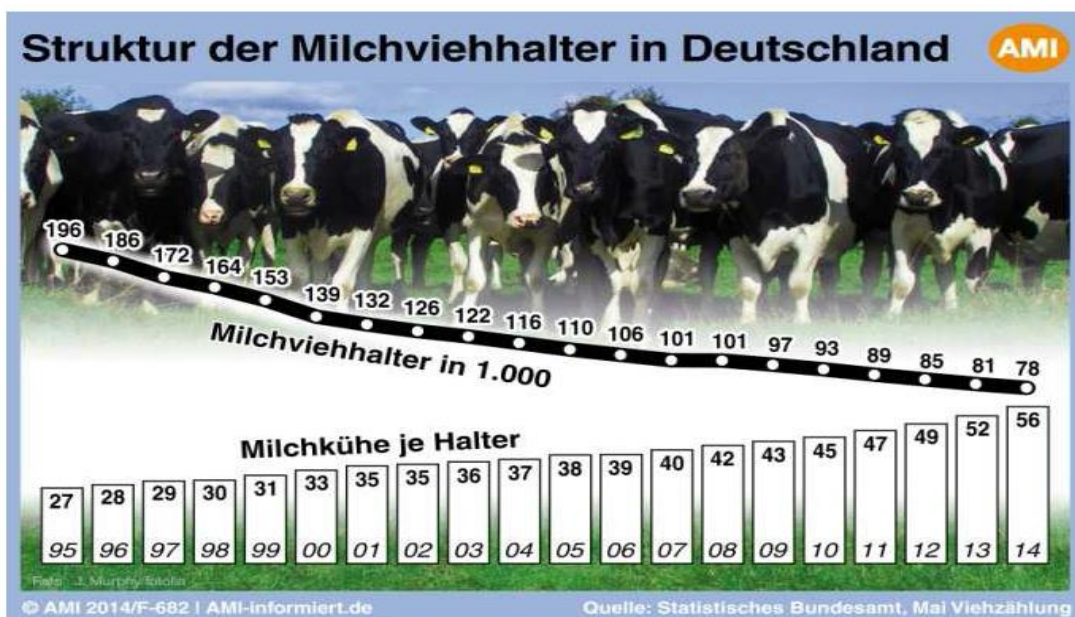 Struktur der Milchviehhalter in Deutschland
AMI
196 186 172 164 153 139 132 126 122 116 110 106 101 101 97 93 89 85 81 78
Milchviehhalter in 1.000
Milchkühe je Halter
27 28 29 30 31 33 35 35 36 37 38 39 40 42 43 45 47 49 52 56
95 96 97 98 99 00 01 02 03 04 05 06 07 08 09 10 11 12 13 14
Foto: J. Murphy/fotolia
© AMI 2014/F-682 | AMI-informiert.de
Quelle: Statistisches Bundesamt, Mai Viehzählung